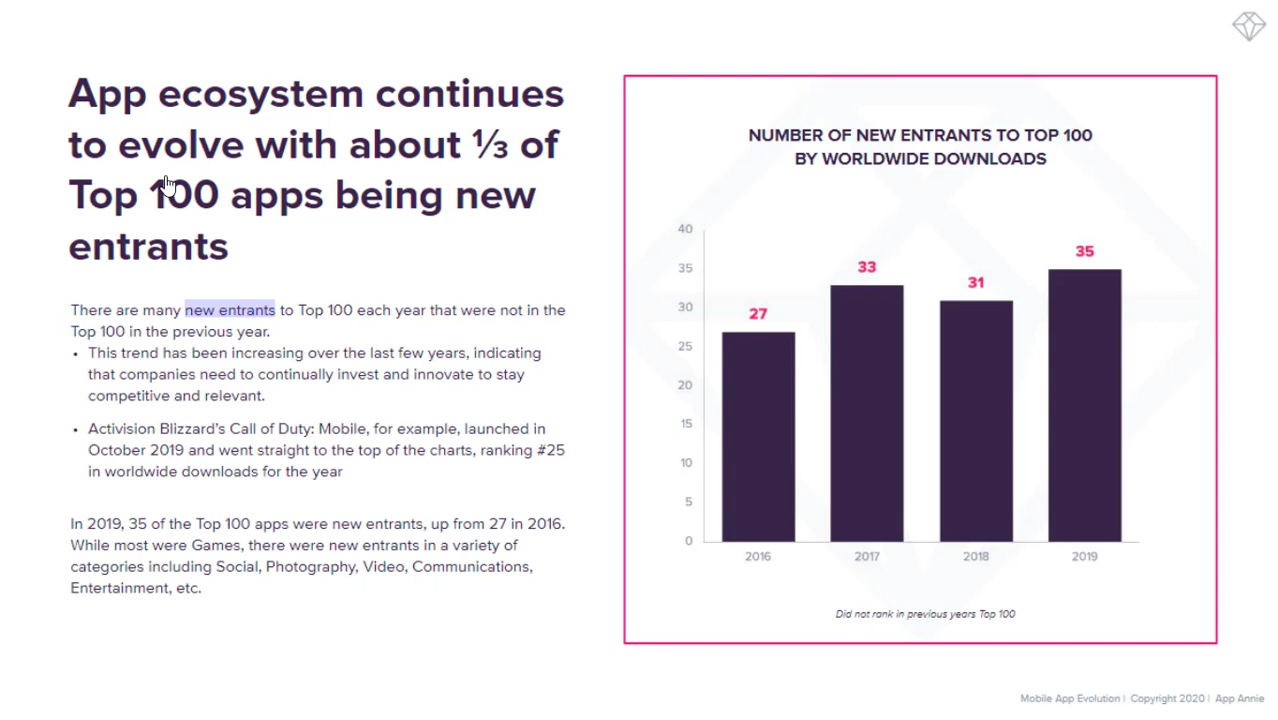 App ecosystem continues
to evolve with about ⅓ of
Top 100 apps being new
entrants
There are many new entrants to Top 100 each year that were not in the
Top 100 in the previous year.
• This trend has been increasing over the last few years, indicating
that companies need to continually invest and innovate to stay
competitive and relevant.
• Activision Blizzard's Call of Duty: Mobile, for example, launched in
October 2019 and went straight to the top of the charts, ranking #25
in worldwide downloads for the year
In 2019, 35 of the Top 100 apps were new entrants, up from 27 in 2016.
While most were Games, there were new entrants in a variety of
categories including Social, Photography, Video, Communications,
Entertainment, etc.
NUMBER OF NEW ENTRANTS TO TOP 100
BY WORLDWIDE DOWNLOADS
40
35
30
25
20
15
10
5
0
27
33
31
35
2016 2017 2018 2019
Did not rank in previous years Top 100
Mobile App Evolution | Copyright 2020 | App Annie